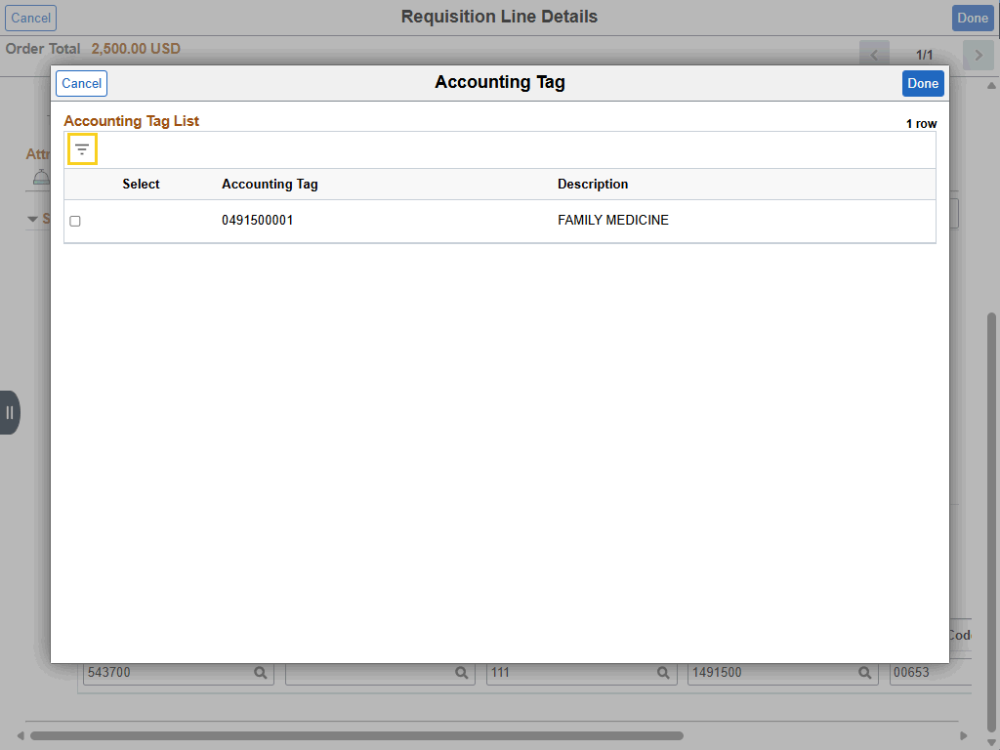 Cancel
Requisition Line Details
Done
Order Total 2,500.00 USD
1/1
Cancel
Accounting Tag
Done
Accounting Tag List
1 row
Attr
Select Accounting Tag Description
S
0491500001 FAMILY MEDICINE
Code
543700 111 1491500 00653